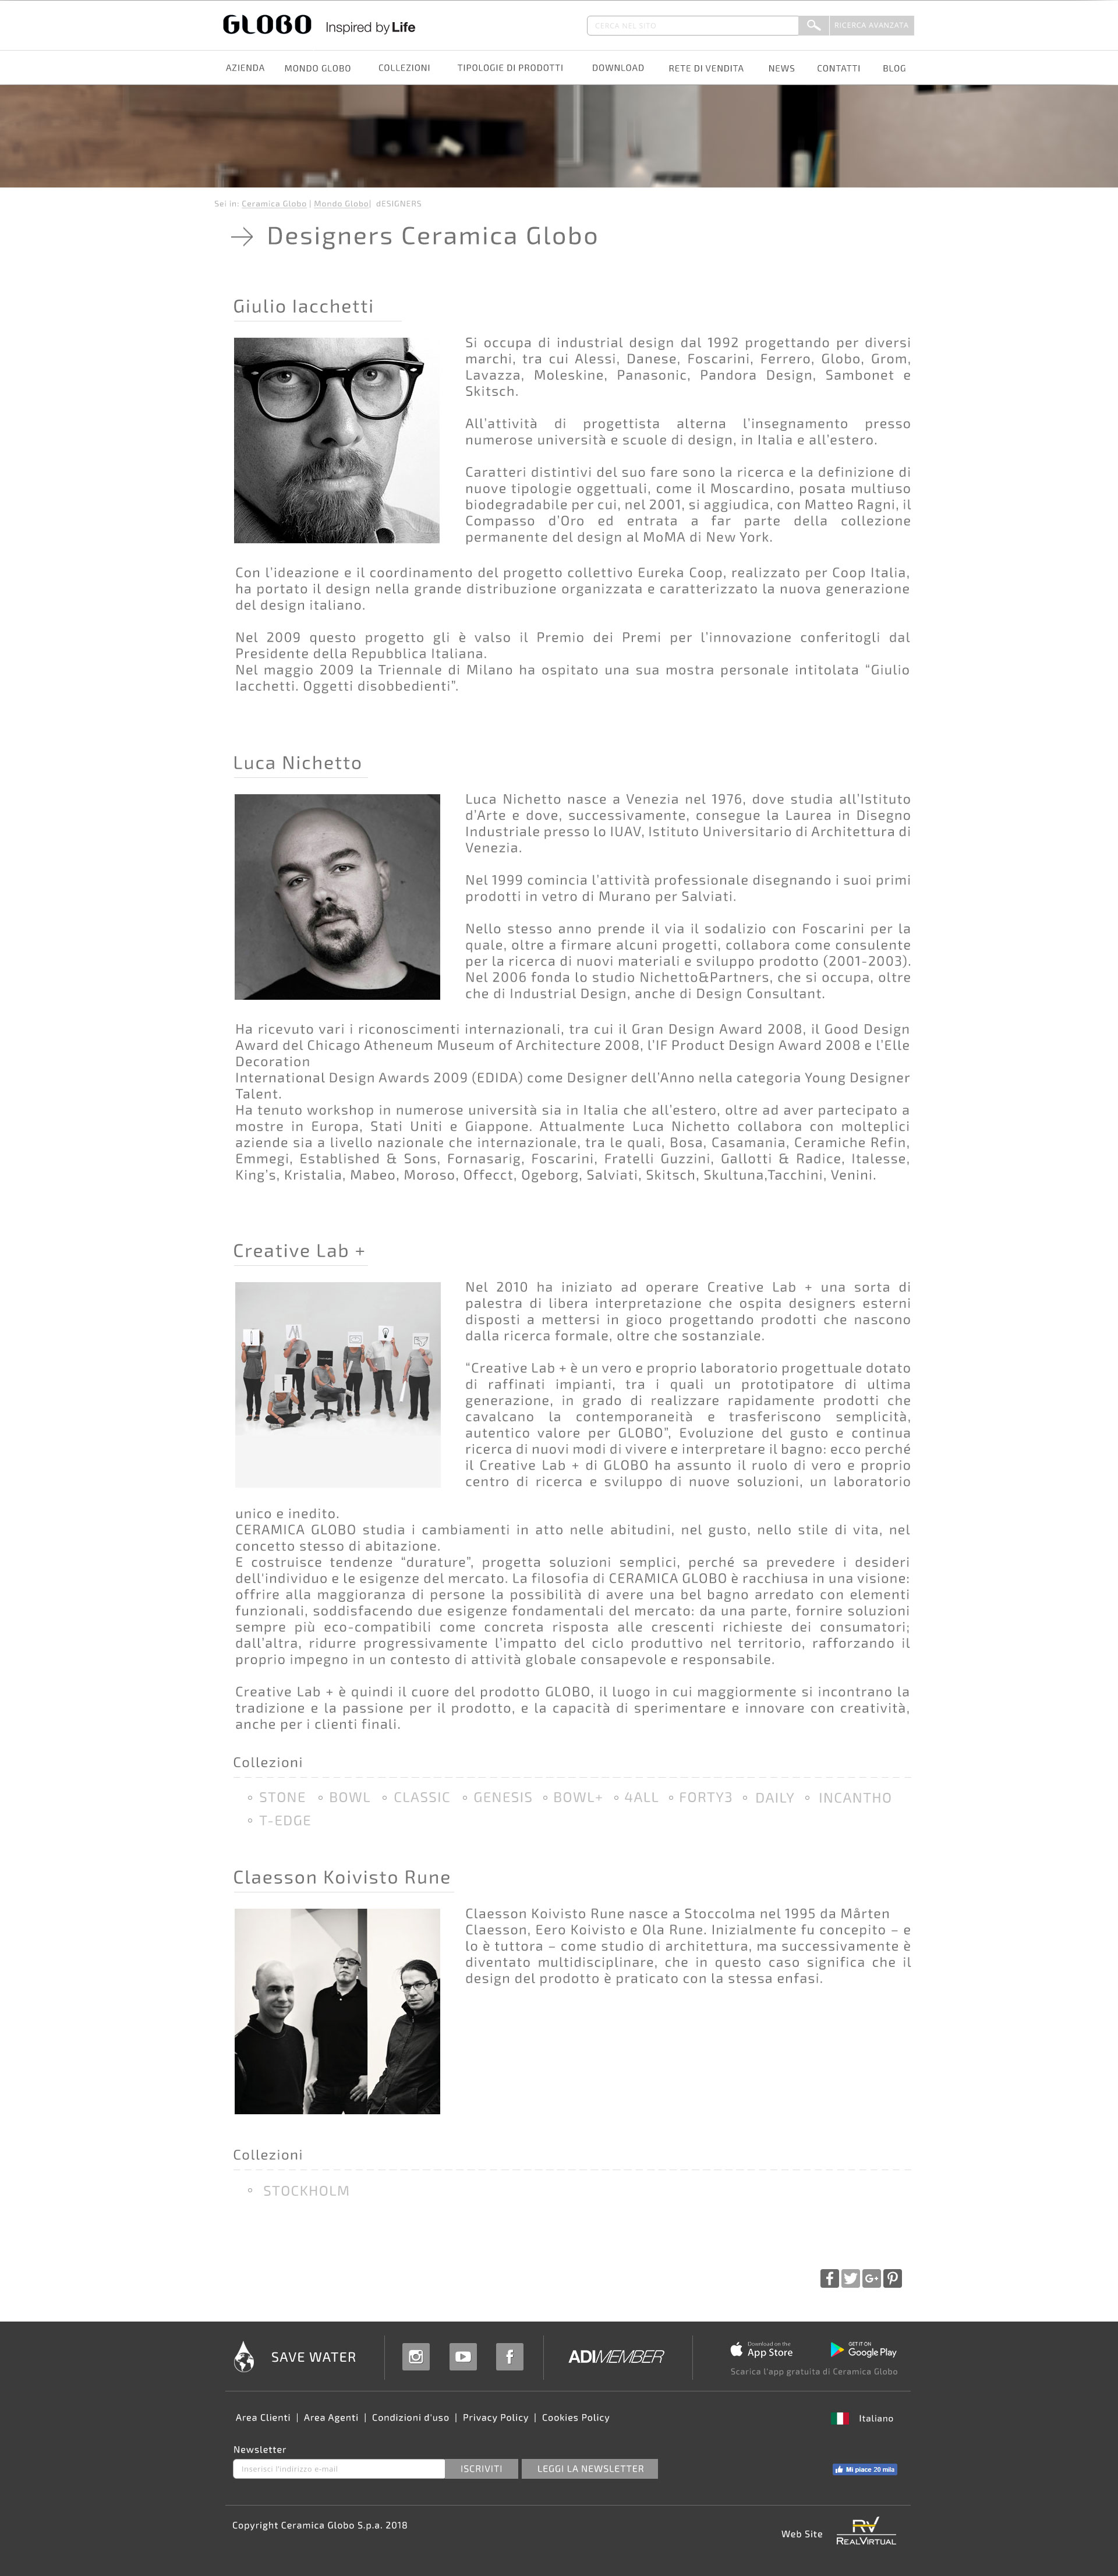 GLOBO Inspired by Life
CERCA NEL SITO
RICERCA AVANZATA
AZIENDA MONDO GLOBO COLLEZIONI TIPOLOGIE DI PRODOTTI DOWNLOAD RETE DI VENDITA NEWS CONTATTI BLOG
Sei in: Ceramica Globo | Mondo Globo| dESIGNERS
Designers Ceramica Globo
Giulio Iacchetti
Si occupa di industrial design dal 1992 progettando per diversi
marchi, tra cui Alessi, Danese, Foscarini, Ferrero, Globo, Grom,
Lavazza, Moleskine, Panasonic, Pandora Design, Sambonet e
Skitsch.
All’attività di progettista alterna l’insegnamento presso
numerose università e scuole di design, in Italia e all’estero.
Caratteri distintivi del suo fare sono la ricerca e la definizione di
nuove tipologie oggettuali, come il Moscardino, posata multiuso
biodegradabile per cui, nel 2001, si aggiudica, con Matteo Ragni, il
Compasso d’Oro ed entrata a far parte della collezione
permanente del design al MoMA di New York.
Con l’ideazione e il coordinamento del progetto collettivo Eureka Coop, realizzato per Coop Italia,
ha portato il design nella grande distribuzione organizzata e caratterizzato la nuova generazione
del design italiano.
Nel 2009 questo progetto gli è valso il Premio dei Premi per l’innovazione conferitogli dal
Presidente della Repubblica Italiana.
Nel maggio 2009 la Triennale di Milano ha ospitato una sua mostra personale intitolata “Giulio
Iacchetti. Oggetti disobbedienti”.
Luca Nichetto
Luca Nichetto nasce a Venezia nel 1976, dove studia all’Istituto
d’Arte e dove, successivamente, consegue la Laurea in Disegno
Industriale presso lo IUAV, Istituto Universitario di Architettura di
Venezia.
Nel 1999 comincia l’attività professionale disegnando i suoi primi
prodotti in vetro di Murano per Salviati.
Nello stesso anno prende il via il sodalizio con Foscarini per la
quale, oltre a firmare alcuni progetti, collabora come consulente
per la ricerca di nuovi materiali e sviluppo prodotto (2001-2003).
Nel 2006 fonda lo studio Nichetto&Partners, che si occupa, oltre
che di Industrial Design, anche di Design Consultant.
Ha ricevuto vari i riconoscimenti internazionali, tra cui il Gran Design Award 2008, il Good Design
Award del Chicago Atheneum Museum of Architecture 2008, l’IF Product Design Award 2008 e l’Elle
Decoration
International Design Awards 2009 (EDIDA) come Designer dell’Anno nella categoria Young Designer
Talent.
Ha tenuto workshop in numerose università sia in Italia che all’estero, oltre ad aver partecipato a
mostre in Europa, Stati Uniti e Giappone. Attualmente Luca Nichetto collabora con molteplici
aziende sia a livello nazionale che internazionale, tra le quali, Bosa, Casamania, Ceramiche Refin,
Emmegi, Established & Sons, Fornasarig, Foscarini, Fratelli Guzzini, Gallotti & Radice, Italesse,
King’s, Kristalia, Mabeo, Moroso, Offecct, Ogeborg, Salviati, Skitsch, Skultuna,Tacchini, Venini.
Creative Lab +
Nel 2010 ha iniziato ad operare Creative Lab + una sorta di
palestra di libera interpretazione che ospita designers esterni
disposti a mettersi in gioco progettando prodotti che nascono
dalla ricerca formale, oltre che sostanziale.
“Creative Lab + è un vero e proprio laboratorio progettuale dotato
di raffinati impianti, tra i quali un prototipatore di ultima
generazione, in grado di realizzare rapidamente prodotti che
cavalcano la contemporaneità e trasferiscono semplicità,
autentico valore per GLOBO”, Evoluzione del gusto e continua
ricerca di nuovi modi di vivere e interpretare il bagno: ecco perché
il Creative Lab + di GLOBO ha assunto il ruolo di vero e proprio
centro di ricerca e sviluppo di nuove soluzioni, un laboratorio
unico e inedito.
CERAMICA GLOBO studia i cambiamenti in atto nelle abitudini, nel gusto, nello stile di vita, nel
concetto stesso di abitazione.
E costruisce tendenze “durature”, progetta soluzioni semplici, perché sa prevedere i desideri
dell'individuo e le esigenze del mercato. La filosofia di CERAMICA GLOBO è racchiusa in una visione:
offrire alla maggioranza di persone la possibilità di avere una bel bagno arredato con elementi
funzionali, soddisfacendo due esigenze fondamentali del mercato: da una parte, fornire soluzioni
sempre più eco-compatibili come concreta risposta alle crescenti richieste dei consumatori;
dall’altra, ridurre progressivamente l’impatto del ciclo produttivo nel territorio, rafforzando il
proprio impegno in un contesto di attività globale consapevole e responsabile.
Creative Lab + è quindi il cuore del prodotto GLOBO, il luogo in cui maggiormente si incontrano la
tradizione e la passione per il prodotto, e la capacità di sperimentare e innovare con creatività,
anche per i clienti finali.
Collezioni
STONE BOWL CLASSIC GENESIS BOWL+ 4ALL FORTY3 DAILY INCANTHO
T-EDGE
Claesson Koivisto Rune
Claesson Koivisto Rune nasce a Stoccolma nel 1995 da Mårten
Claesson, Eero Koivisto e Ola Rune. Inizialmente fu concepito – e
lo è tuttora – come studio di architettura, ma successivamente è
diventato multidisciplinare, che in questo caso significa che il
design del prodotto è praticato con la stessa enfasi.
Collezioni
STOCKHOLM
SAVE WATER
ADIMEMBER
Download on the
App Store
GET IT ON
Google Play
Scarica l'app gratuita di Ceramica Globo
Area Clienti | Area Agenti | Condizioni d'uso | Privacy Policy | Cookies Policy
Italiano
Newsletter
Inserisci l'indirizzo e-mail
ISCRIVITI
LEGGI LA NEWSLETTER
Mi piace 20 mila
Copyright Ceramica Globo S.p.a. 2018
Web Site
RV
REALVIRTUAL